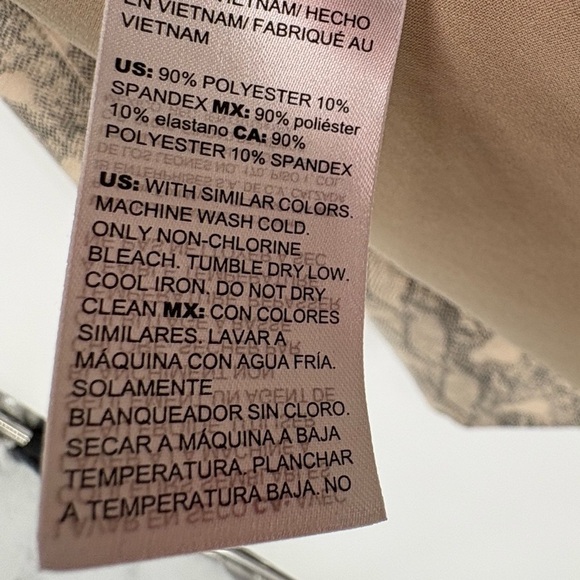 VIETNAM/ HECHO
EN VIETNAM/ FABRIQUÉ AU
VIETNAM
US: 90% POLYESTER 10%
SPANDEX MX: 90% poliéster
10% elastano CA: 90%
POLYESTER 10% SPANDEX
US: WITH SIMILAR COLORS.
MACHINE WASH COLD.
ONLY NON-CHLORINE
BLEACH. TUMBLE DRY LOW.
COOL IRON. DO NOT DRY
CLEAN MX: CON COLORES
SIMILARES. LAVAR A
MÁQUINA CON AGUA FRÍA.
SOLAMENTE
BLANQUEADOR SIN CLORO.
SECAR A MÁQUINA A BAJA
TEMPERATURA. PLANCHAR
A TEMPERATURA BAJA. NO